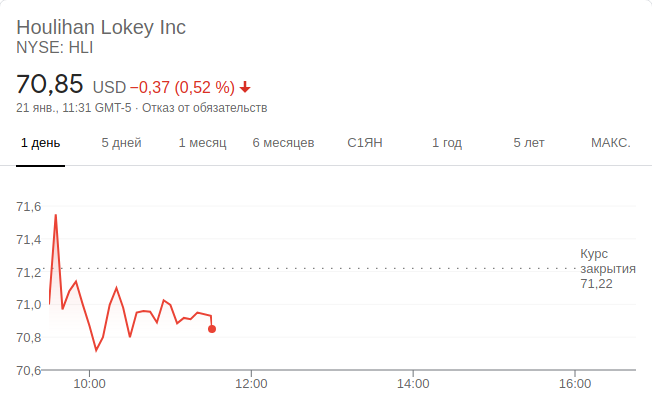 Houlihan Lokey Inc
NYSE: HLI
70,85 USD −0,37 (0,52 %)
21 янв., 11:31 GMT-5 · Отказ от обязательств
1 день 5 дней 1 месяц 6 месяцев С1ЯН 1 год 5 лет МАКС.
71,6
71,4
71,2
71,0
70,8
70,6
Курс
закрытия
71,22
10:00 12:00 14:00 16:00